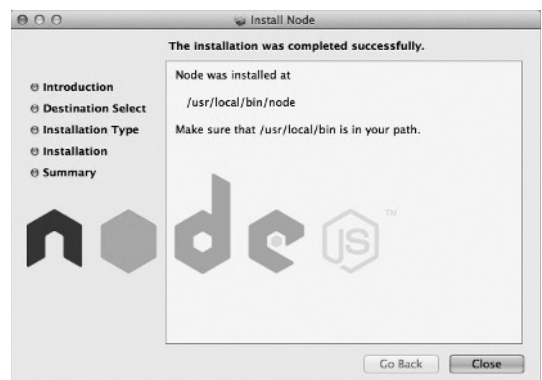 Install Node
The installation was completed successfully.
Introduction
Destination Select
Installation Type
Installation
Summary
Node was installed at
/usr/local/bin/node
Make sure that /usr/local/bin is in your path.
node
JS
TM
Go Back
Close